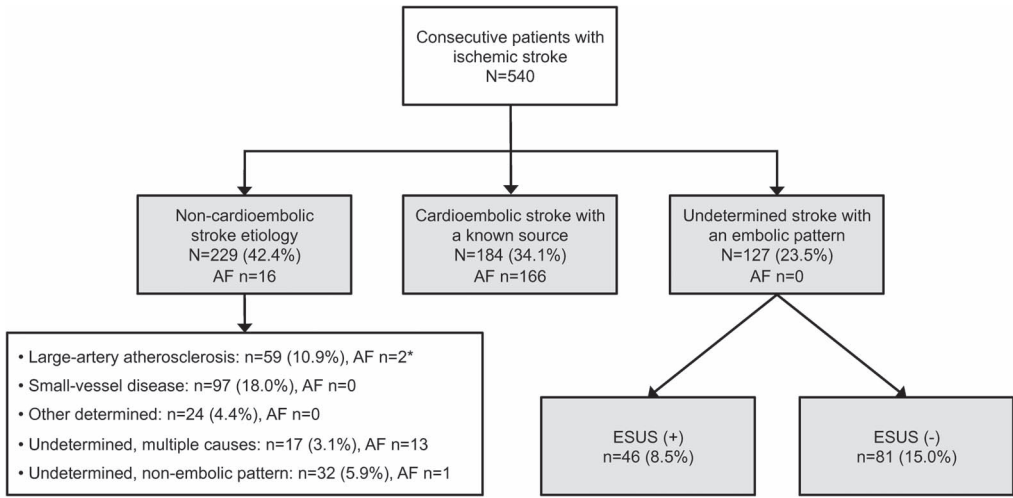 Consecutive patients with
ischemic stroke
N=540
Non-cardioembolic
stroke etiology
N=229 (42.4%)
AF n=16
Cardioembolic stroke with
a known source
N=184 (34.1%)
AF n=166
Undetermined stroke with
an embolic pattern
N=127 (23.5%)
AF n=0
• Large-artery atherosclerosis: n=59 (10.9%), AF n=2*
• Small-vessel disease: n=97 (18.0%), AF n=0
• Other determined: n=24 (4.4%), AF n=0
• Undetermined, multiple causes: n=17 (3.1%), AF n=13
• Undetermined, non-embolic pattern: n=32 (5.9%), AF n=1
ESUS (+)
n=46 (8.5%)
ESUS (-)
n=81 (15.0%)